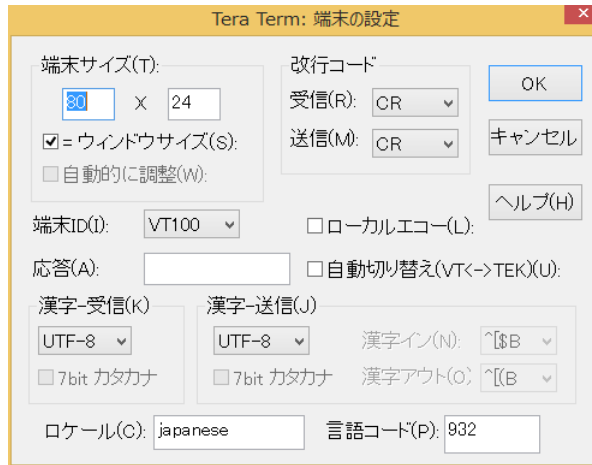 Tera Term: 端末の設定
端末サイズ(T):
80 X 24
=ウィンドウサイズ(S):
自動的に調整(W):
改行コード
受信(R): CR
送信(M): CR
OK
キャンセル
ヘルプ(H)
端末ID(I): VT100
ローカルエコー(L):
応答(A):
自動切り替え(VT<->TEK)(U):
漢字-受信(K)
UTF-8
7bit カタカナ
漢字-送信(J)
UTF-8
7bit カタカナ
漢字イン(N): ^[$B
漢字アウト(O) ^[(B
ロケール(C): japanese
言語コード(P): 932